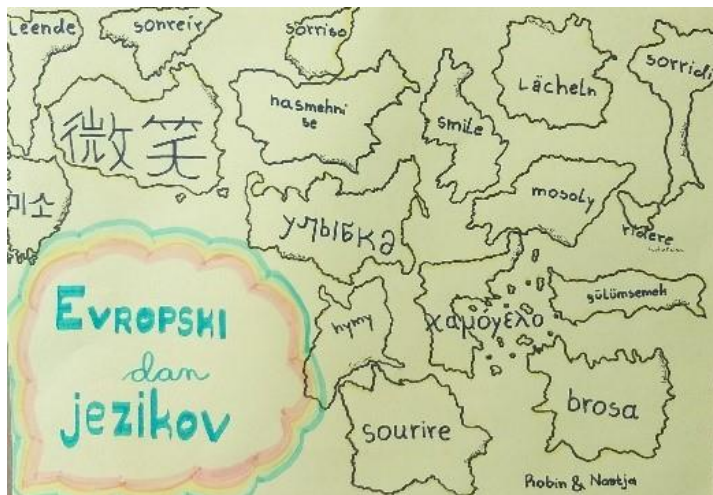 Leende
sonreír
sorriso
nasmehni
se
smile
Lächeln
sorridi
微笑
미소
улыбка
mosoly
ridere
hymy
χαμόγελο
gülümsemek
Evropski
dan
jezikov
sourire
brosa
Robin & Nastja